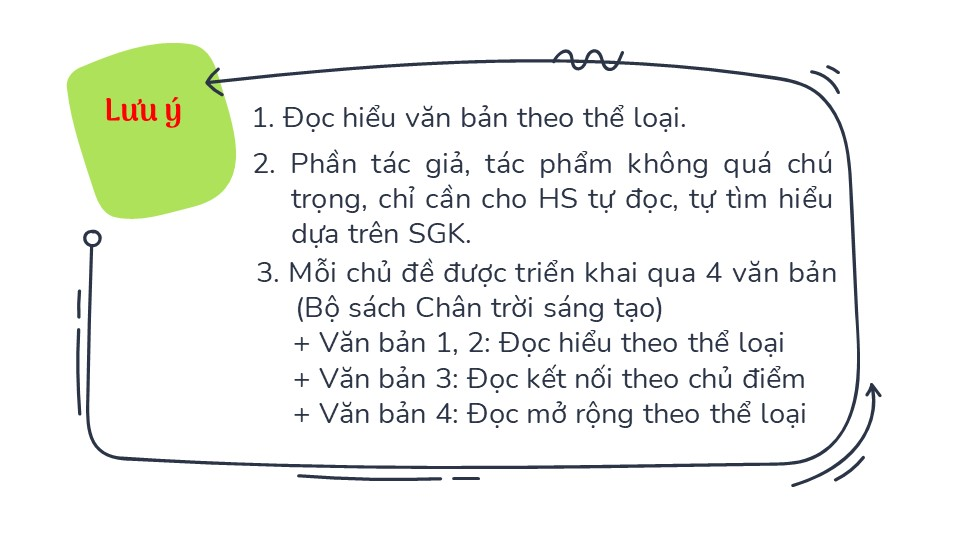 Lưu ý
1. Đọc hiểu văn bản theo thể loại.
2. Phần tác giả, tác phẩm không quá chú
trọng, chỉ cần cho HS tự đọc, tự tìm hiểu
dựa trên SGK.
3. Mỗi chủ đề được triển khai qua 4 văn bản
(Bộ sách Chân trời sáng tạo)
+ Văn bản 1, 2: Đọc hiểu theo thể loại
+ Văn bản 3: Đọc kết nối theo chủ điểm
+ Văn bản 4: Đọc mở rộng theo thể loại